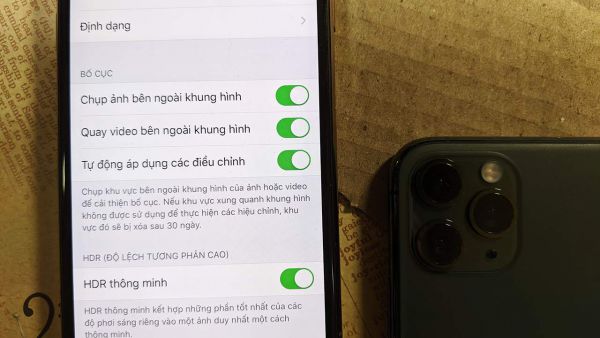 Định dạng
BỐ CỤC
Chụp ảnh bên ngoài khung hình
Quay video bên ngoài khung hình
Tự động áp dụng các điều chỉnh
Chụp khu vực bên ngoài khung hình của ảnh hoặc video
để cải thiện bố cục. Nếu khu vực xung quanh khung hình
không được sử dụng để thực hiện các hiệu chỉnh, khu
vực đó sẽ bị xóa sau 30 ngày.
HDR (ĐỘ LỆCH TƯƠNG PHẢN CAO)
HDR thông minh
HDR thông minh kết hợp những phần tốt nhất của các
độ phơi sáng riêng vào một ảnh duy nhất một cách
thông minh.